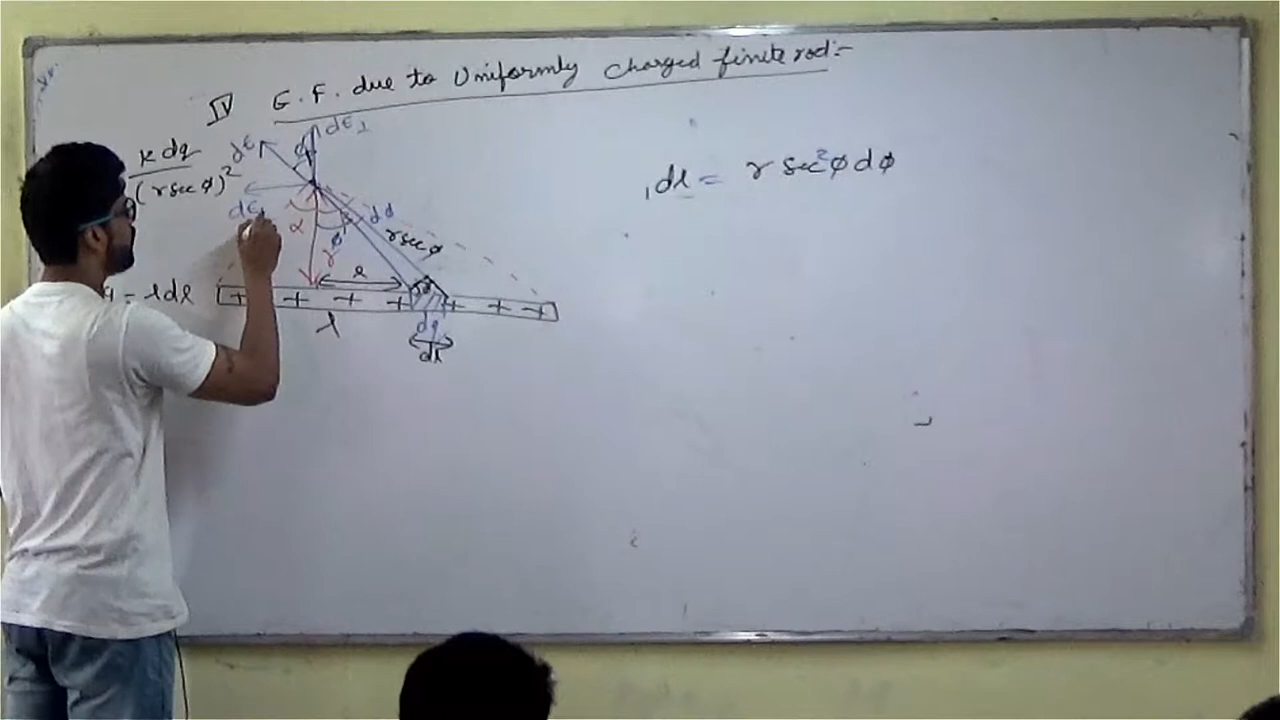 IV E.F. due to Uniformly charged finite rod:-
dE⊥
dE
φ
k dq
(r sec φ)²
dl = r sec²φ dφ
dE
α
φ
dφ
r sec φ
r
l
+ + + + + + +
λ
dq
dl